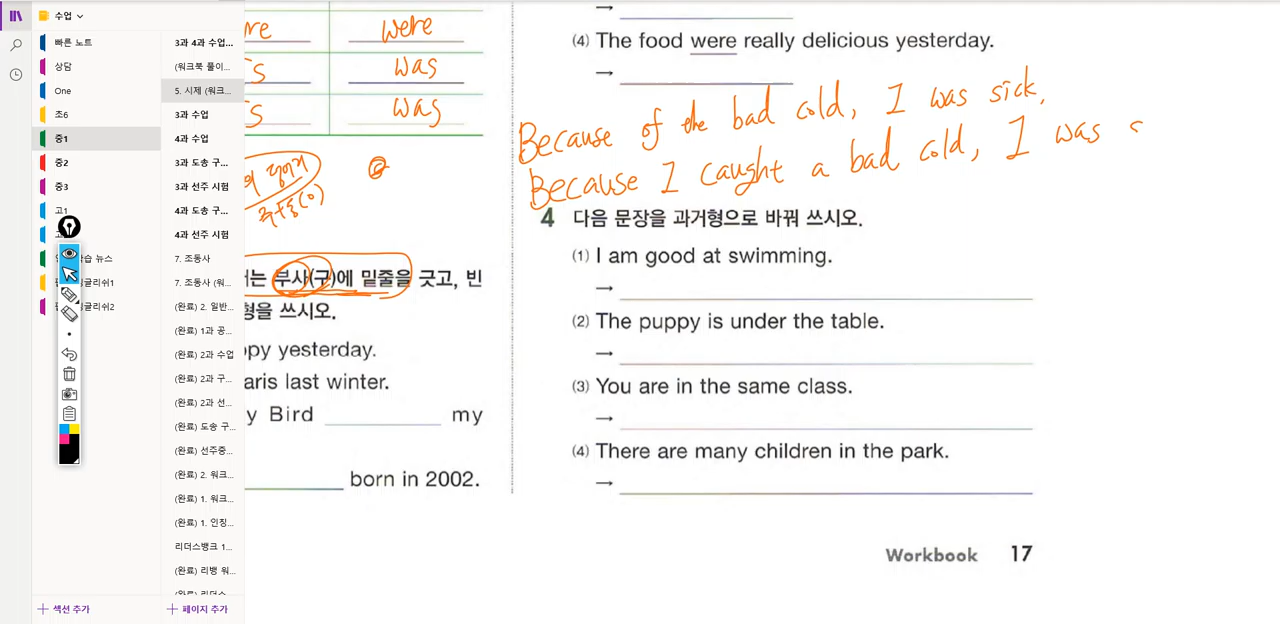 수업
빠른 노트
상담
One
초6
중1
중2
중3
고1
습 뉴스
글리쉬1
글리쉬2
섹션 추가
3과 4과 수업...
(워크북 풀이...
5. 시제 (워크...
3과 수업
4과 수업
3과 도송 구...
3과 선주 시험
4과 도송 구...
4과 선주 시험
7. 조동사
7. 조동사 (워...
(완료) 2. 일반...
(완료) 1과 공...
(완료) 2과 수업
(완료) 2과 구...
(완료) 2과 선...
(완료) 도송 구...
(완료) 선주중...
(완료) 2. 워크...
(완료) 1. 워크...
(완료) 1. 인칭...
리더스뱅크 1...
(완료) 리뱅 워...
페이지 추가
re were
's was
's was
의 덩어리
주+동(O)
는 부사(구)에 밑줄을 긋고, 빈
형을 쓰시오.
ppy yesterday.
aris last winter.
y Bird my
born in 2002.
→
(4) The food were really delicious yesterday.
→
Because of the bad cold, I was sick.
Because I caught a bad cold, I was s
4 다음 문장을 과거형으로 바꿔 쓰시오.
(1) I am good at swimming.
→
(2) The puppy is under the table.
→
(3) You are in the same class.
→
(4) There are many children in the park.
→
Workbook 17